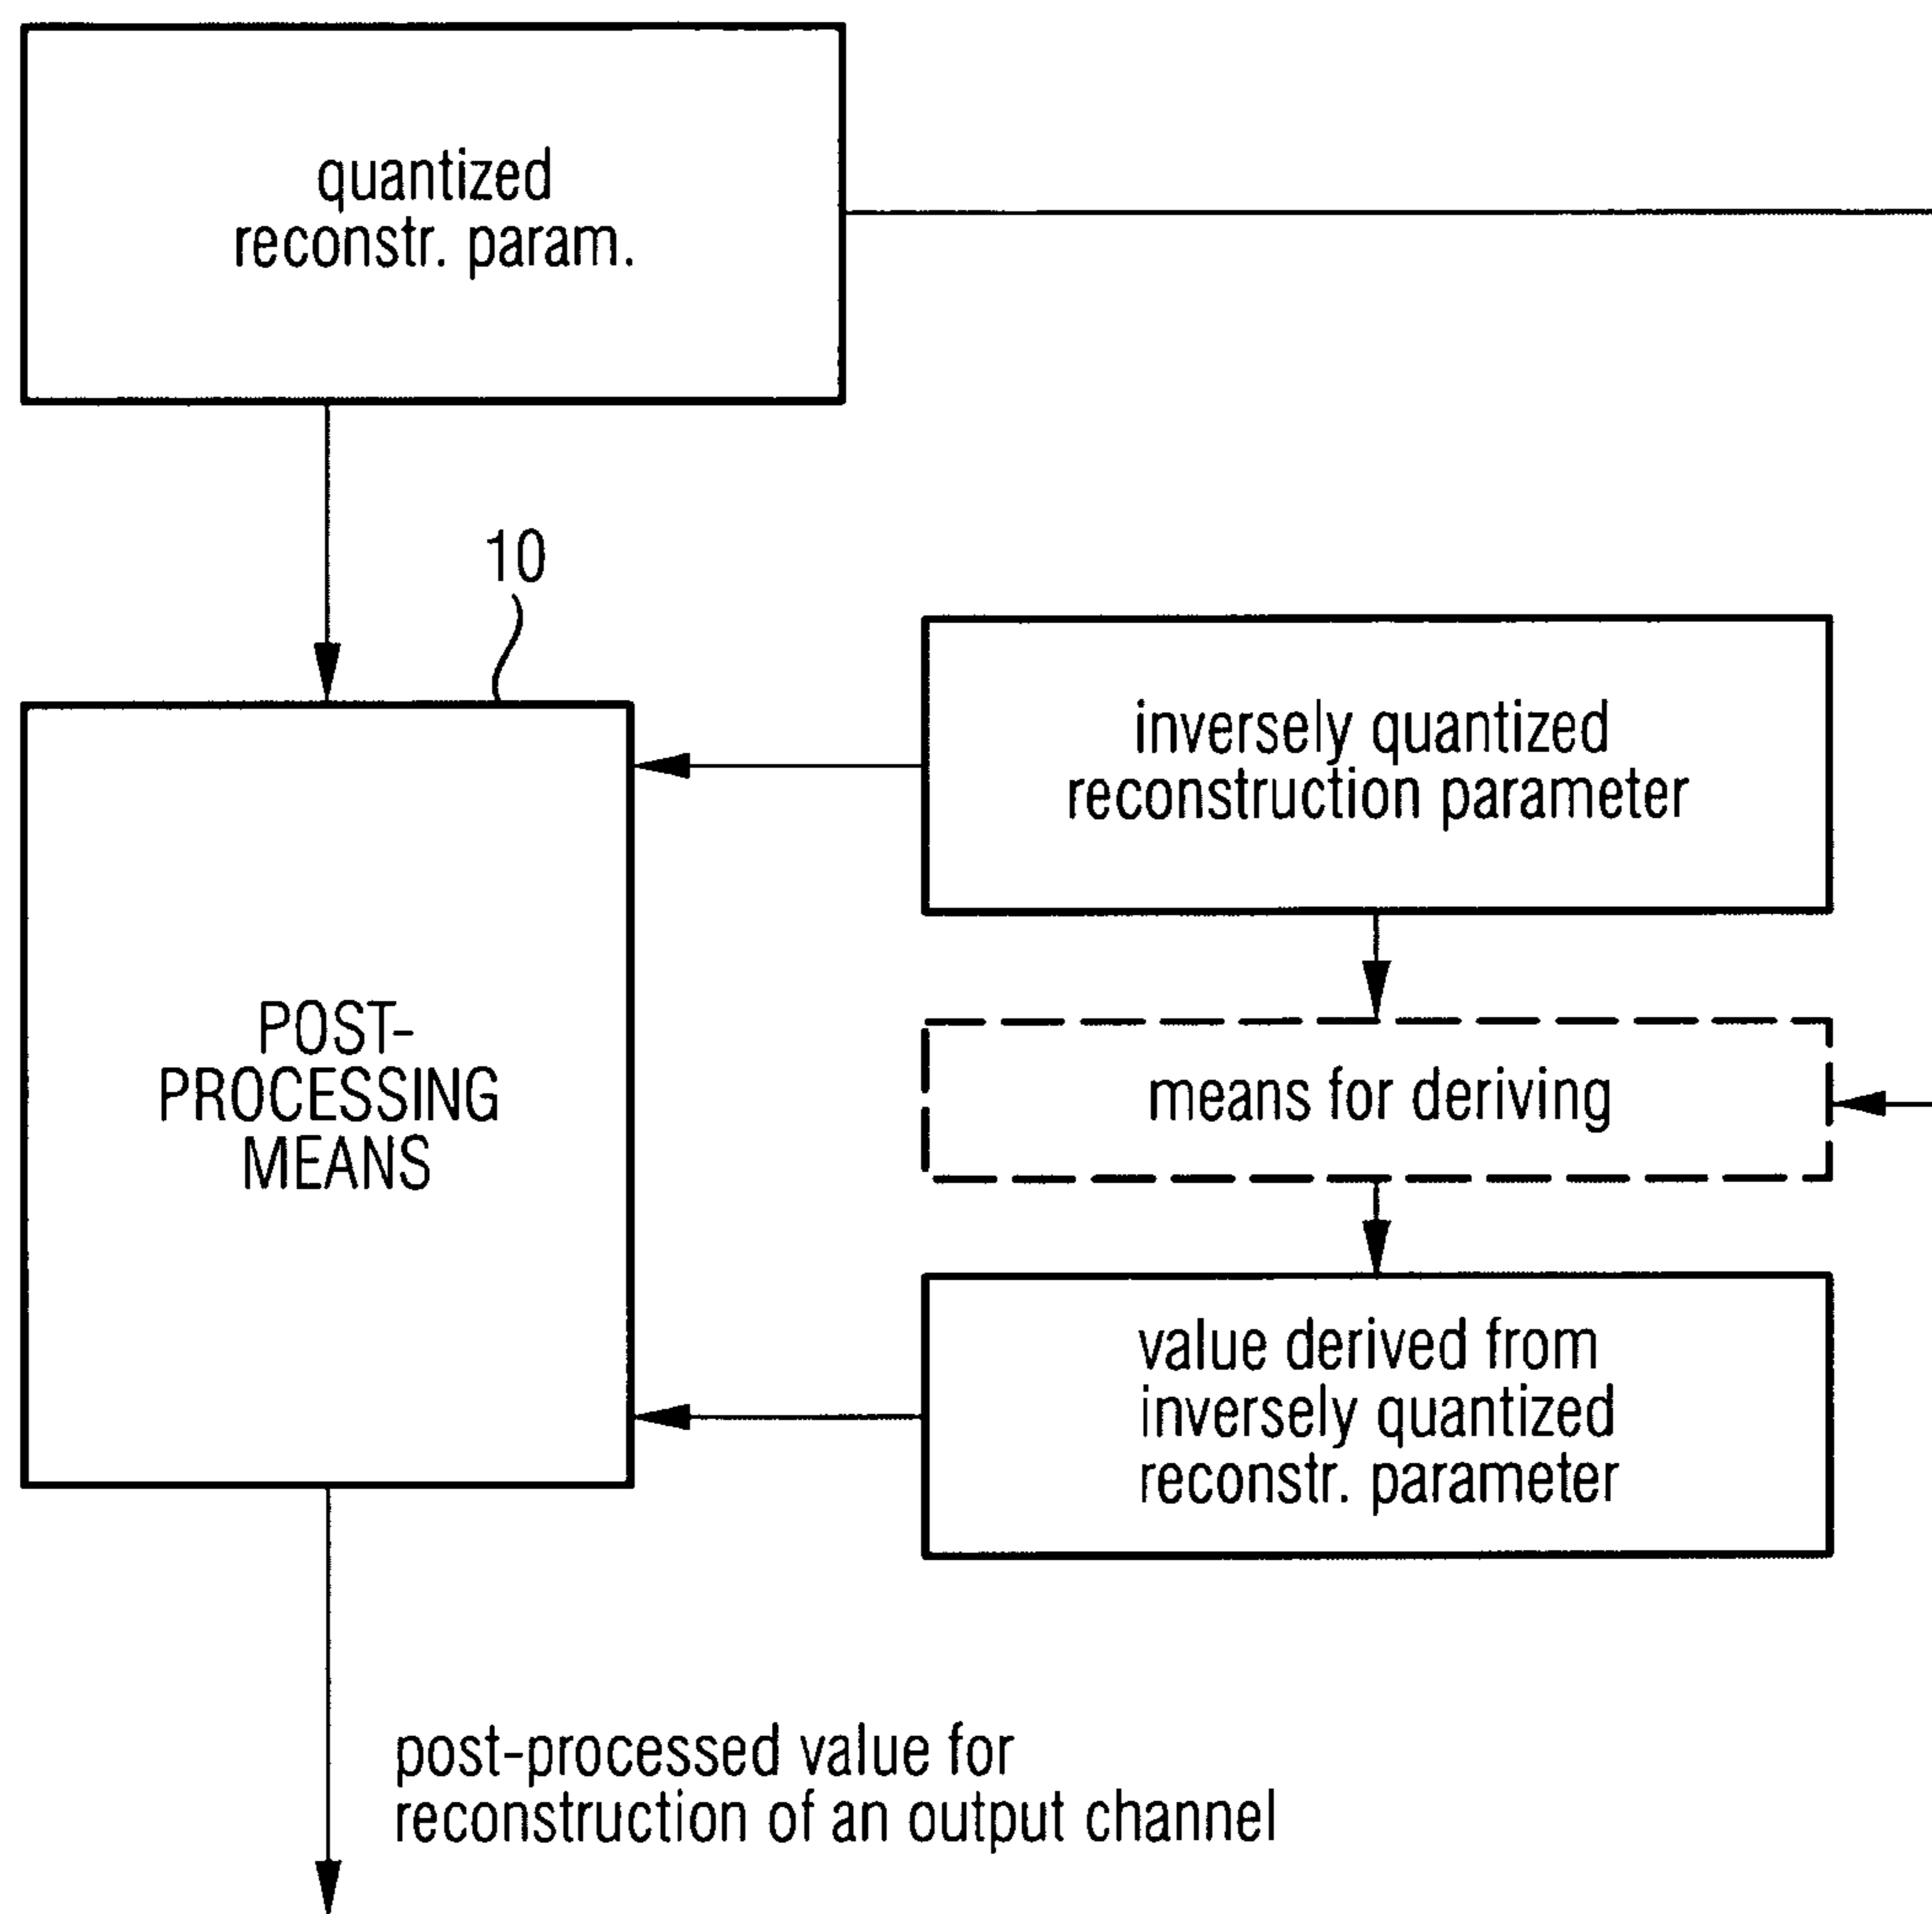 quantized
reconstr. param.
10
inversely quantized
reconstruction parameter
POST-
PROCESSING
MEANS
means for deriving
value derived from
inversely quantized
reconstr. parameter
post-processed value for
reconstruction of an output channel